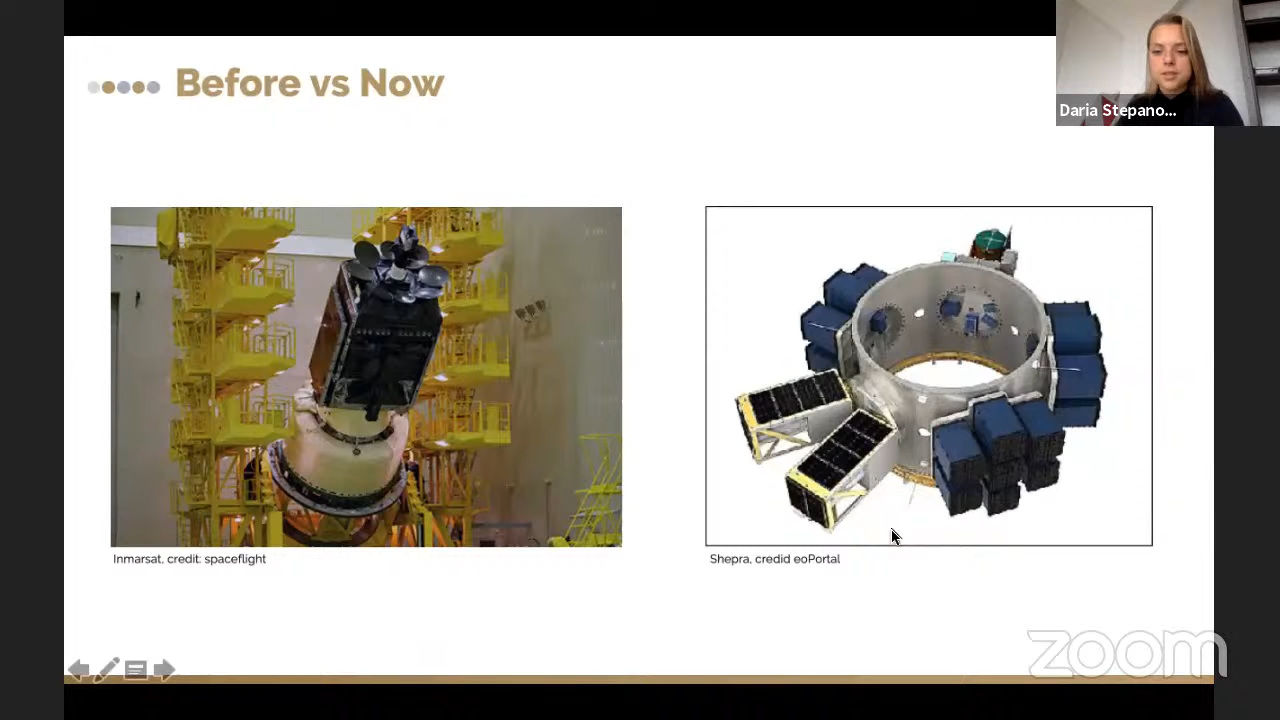 Before vs Now
Daria Stepano...
Inmarsat, credit: spaceflight
Shepra, credid eoPortal
zoom